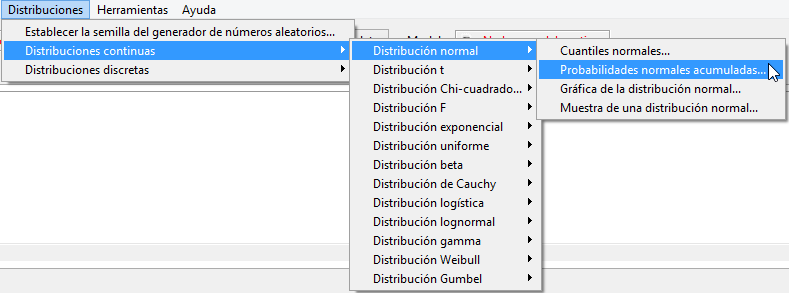 Distribuciones Herramientas Ayuda
Establecer la semilla del generador de números aleatorios...
Distribuciones continuas
Distribuciones discretas
Distribución normal
Distribución t
Distribución Chi-cuadrado...
Distribución F
Distribución exponencial
Distribución uniforme
Distribución beta
Distribución de Cauchy
Distribución logística
Distribución lognormal
Distribución gamma
Distribución Weibull
Distribución Gumbel
Cuantiles normales...
Probabilidades normales acumuladas...
Gráfica de la distribución normal...
Muestra de una distribución normal...